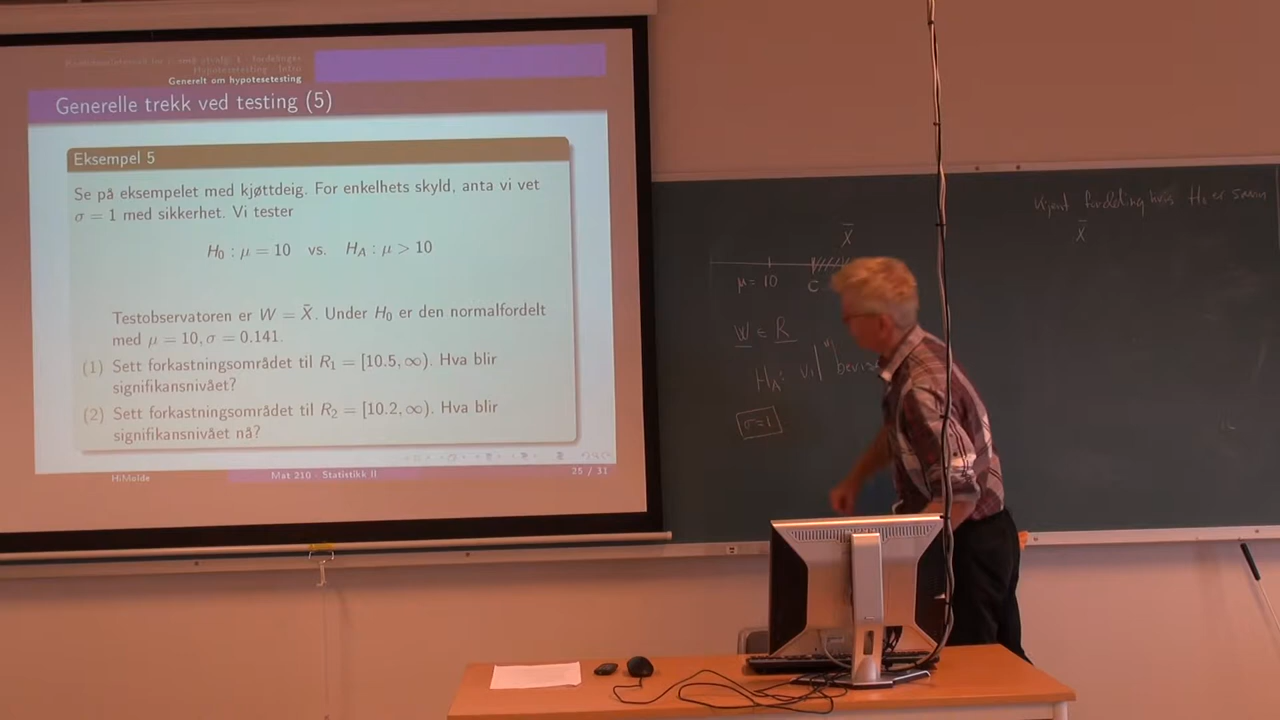 Generelt om hypotesetesting
Generelle trekk ved testing (5)
Eksempel 5
Se på eksempelet med kjøttdeig. For enkelhets skyld, anta vi vet
σ = 1 med sikkerhet. Vi tester
H₀ : μ = 10 vs. H_A : μ > 10
Testobservatoren er W = X̄. Under H₀ er den normalfordelt
med μ = 10, σ = 0.141.
(1) Sett forkastningsområdet til R₁ = [10.5, ∞). Hva blir
signifikansnivået?
(2) Sett forkastningsområdet til R₂ = [10.2, ∞). Hva blir
signifikansnivået nå?
HiMolde
Mat 210 - Statistikk II
25 / 31
X̄
μ = 10
C
W ∈ R
H_A: vil bevise
σ=1
Kjent fordeling hvis H₀ er sann
X̄